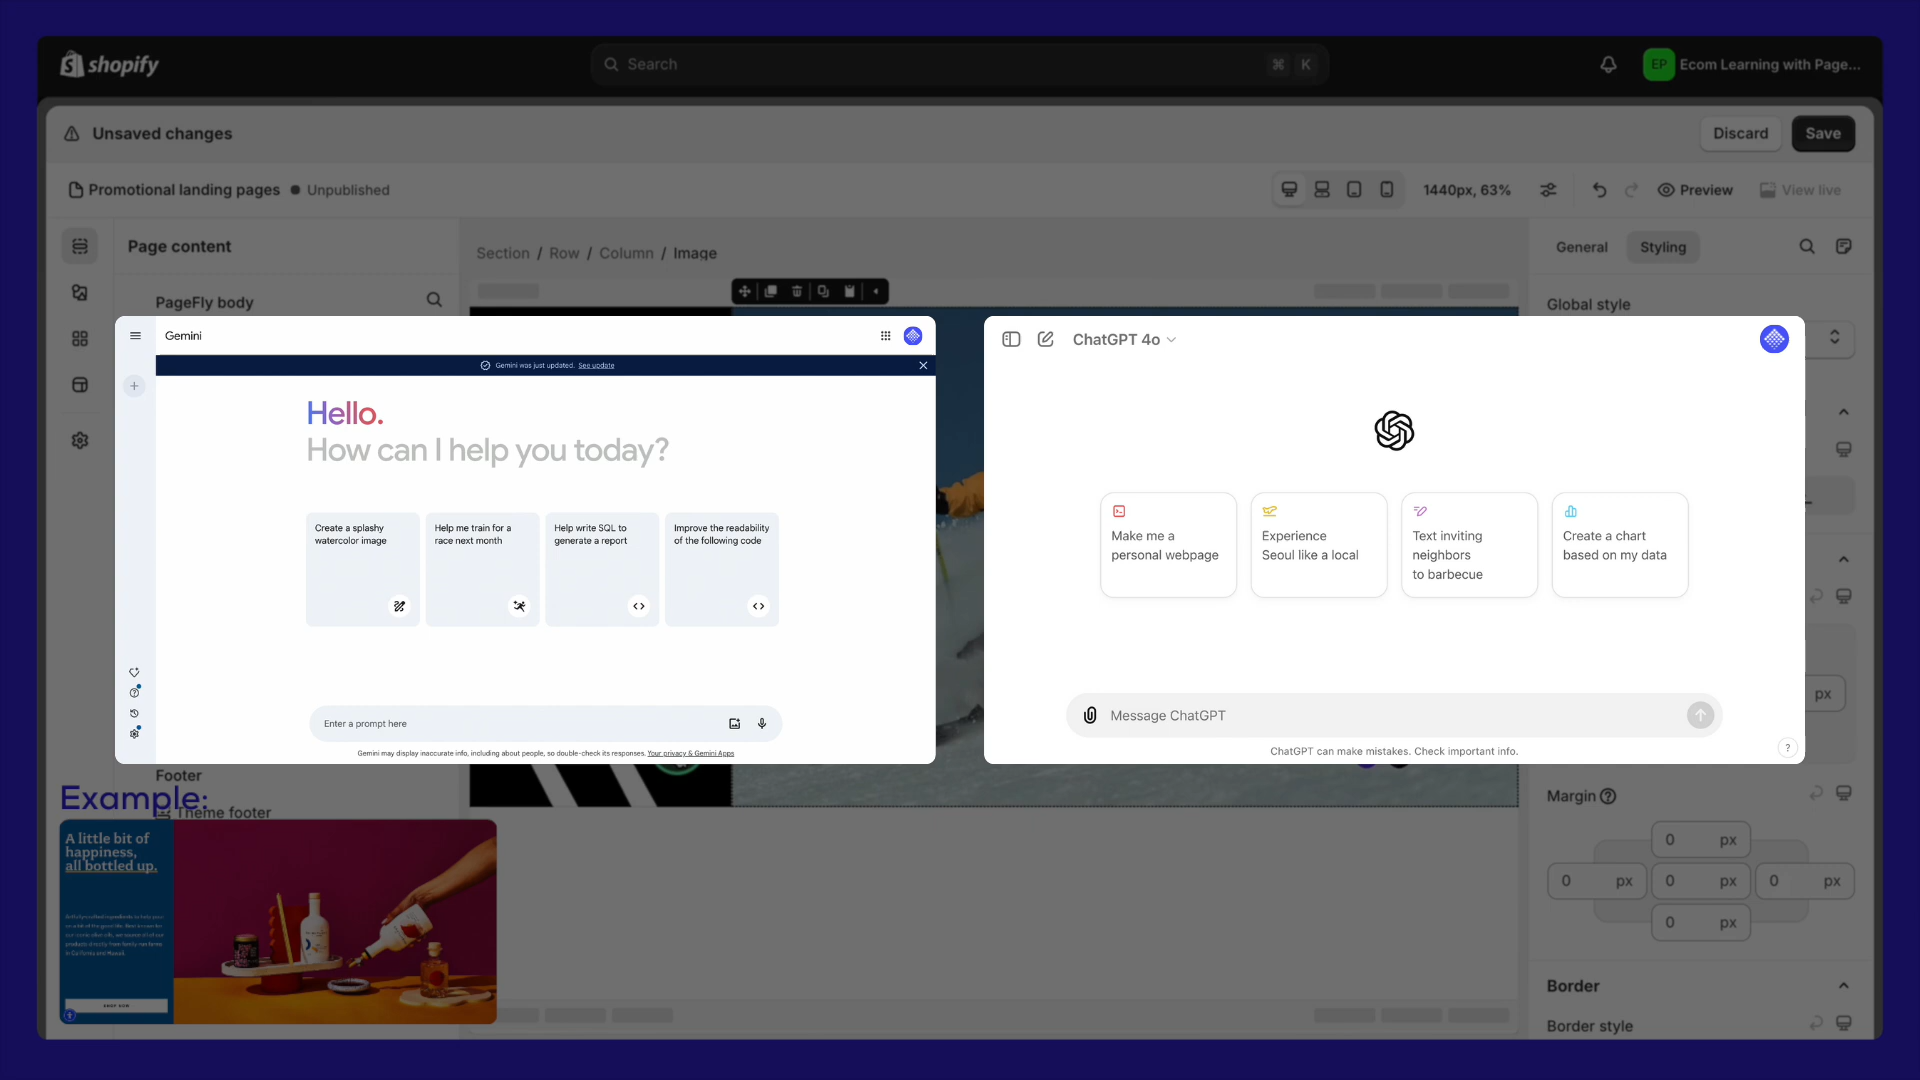 shopify
Search
⌘ K
EP
Ecom Learning with Page...
Unsaved changes
Discard
Save
Promotional landing pages
Unpublished
1440px, 63%
Preview
View live
Page content
Section / Row / Column / Image
General
Styling
PageFly body
Global style
Gemini
Gemini was just updated. See update
Hello.
How can I help you today?
Create a splashy
watercolor image
Help me train for a
race next month
Help write SQL to
generate a report
Improve the readability
of the following code
Enter a prompt here
Gemini may display inaccurate info, including about people, so double-check its responses. Your privacy & Gemini Apps
ChatGPT 4o
Make me a
personal webpage
Experience
Seoul like a local
Text inviting
neighbors
to barbecue
Create a chart
based on my data
Message ChatGPT
ChatGPT can make mistakes. Check important info.
?
px
Footer
Theme footer
Example:
A little bit of
happiness,
all bottled up.
SHOP NOW
Margin
0 px
0 px
0 px
0 px
0 px
Border
Border style